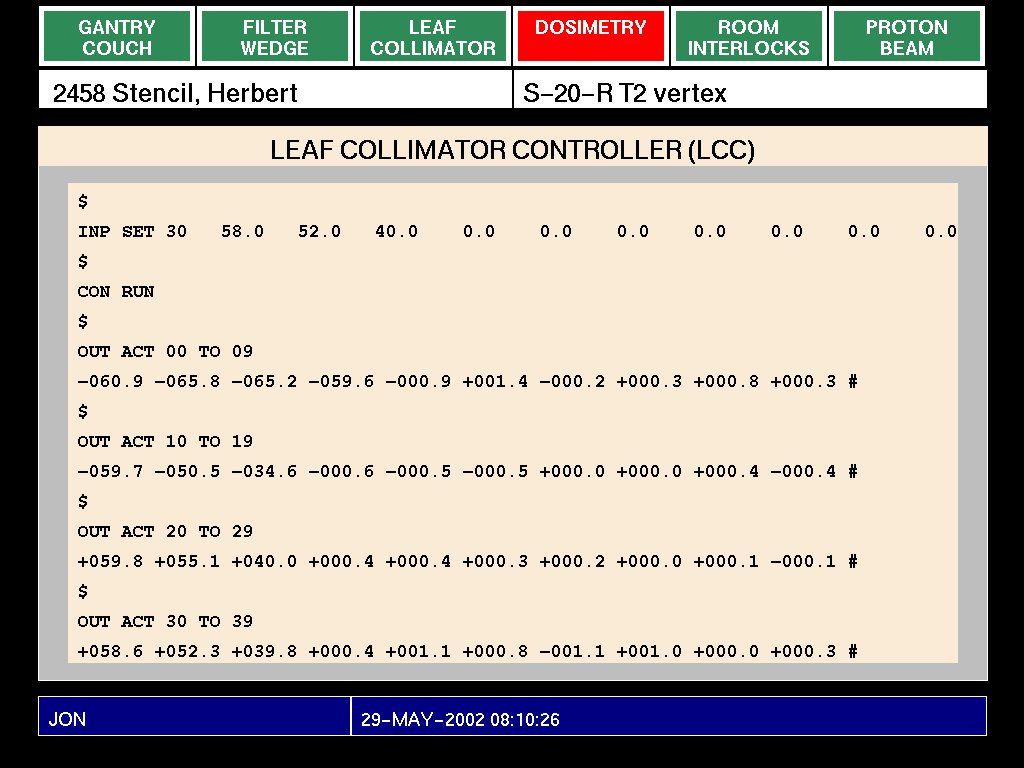 GANTRY COUCH
FILTER WEDGE
LEAF COLLIMATOR
DOSIMETRY
ROOM INTERLOCKS
PROTON BEAM
2458 Stencil, Herbert
S-20-R T2 vertex
LEAF COLLIMATOR CONTROLLER (LCC)
$
INP SET 30 58.0 52.0 40.0 0.0 0.0 0.0 0.0 0.0 0.0 0.0
$
CON RUN
$
OUT ACT 00 TO 09
-060.9 -065.8 -065.2 -059.6 -000.9 +001.4 -000.2 +000.3 +000.8 +000.3 #
$
OUT ACT 10 TO 19
-059.7 -050.5 -034.6 -000.6 -000.5 -000.5 +000.0 +000.0 +000.4 -000.4 #
$
OUT ACT 20 TO 29
+059.8 +055.1 +040.0 +000.4 +000.4 +000.3 +000.2 +000.0 +000.1 -000.1 #
$
OUT ACT 30 TO 39
+058.6 +052.3 +039.8 +000.4 +001.1 +000.8 -001.1 +001.0 +000.0 +000.3 #
JON
29-MAY-2002 08:10:26